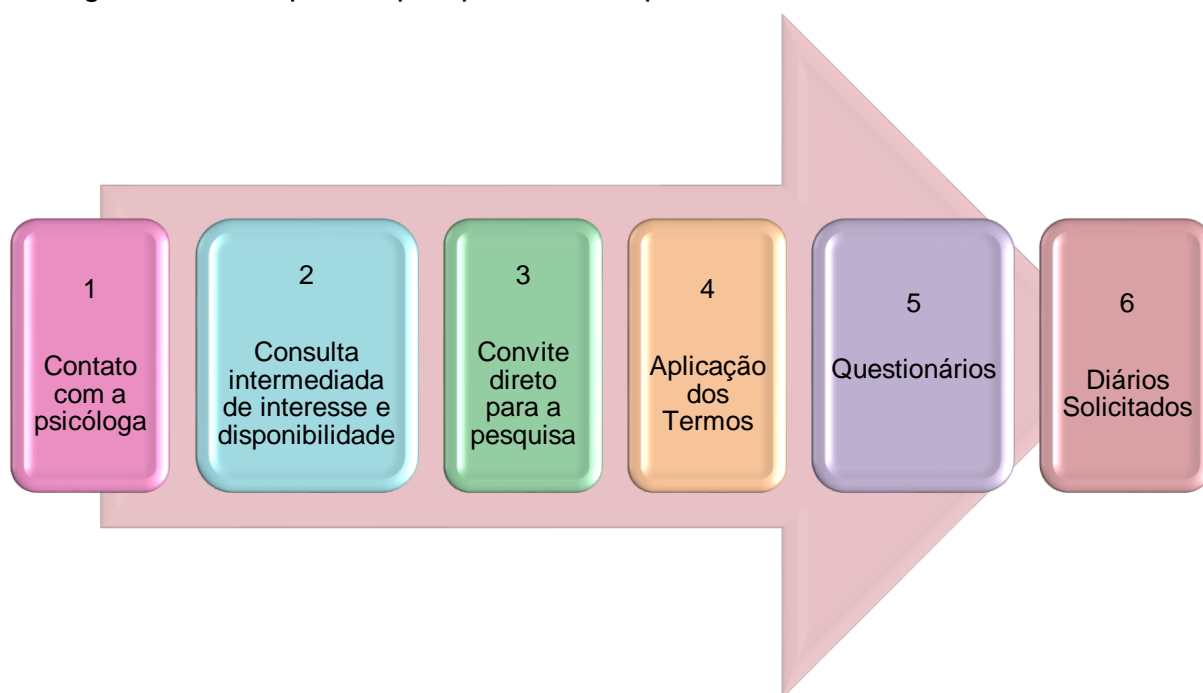 1
Contato
com a
psicóloga
2
Consulta
intermediada
de interesse e
disponibilidade
3
Convite
direto
para a
pesquisa
4
Aplicação
dos
Termos
5
Questionários
6
Diários
Solicitados